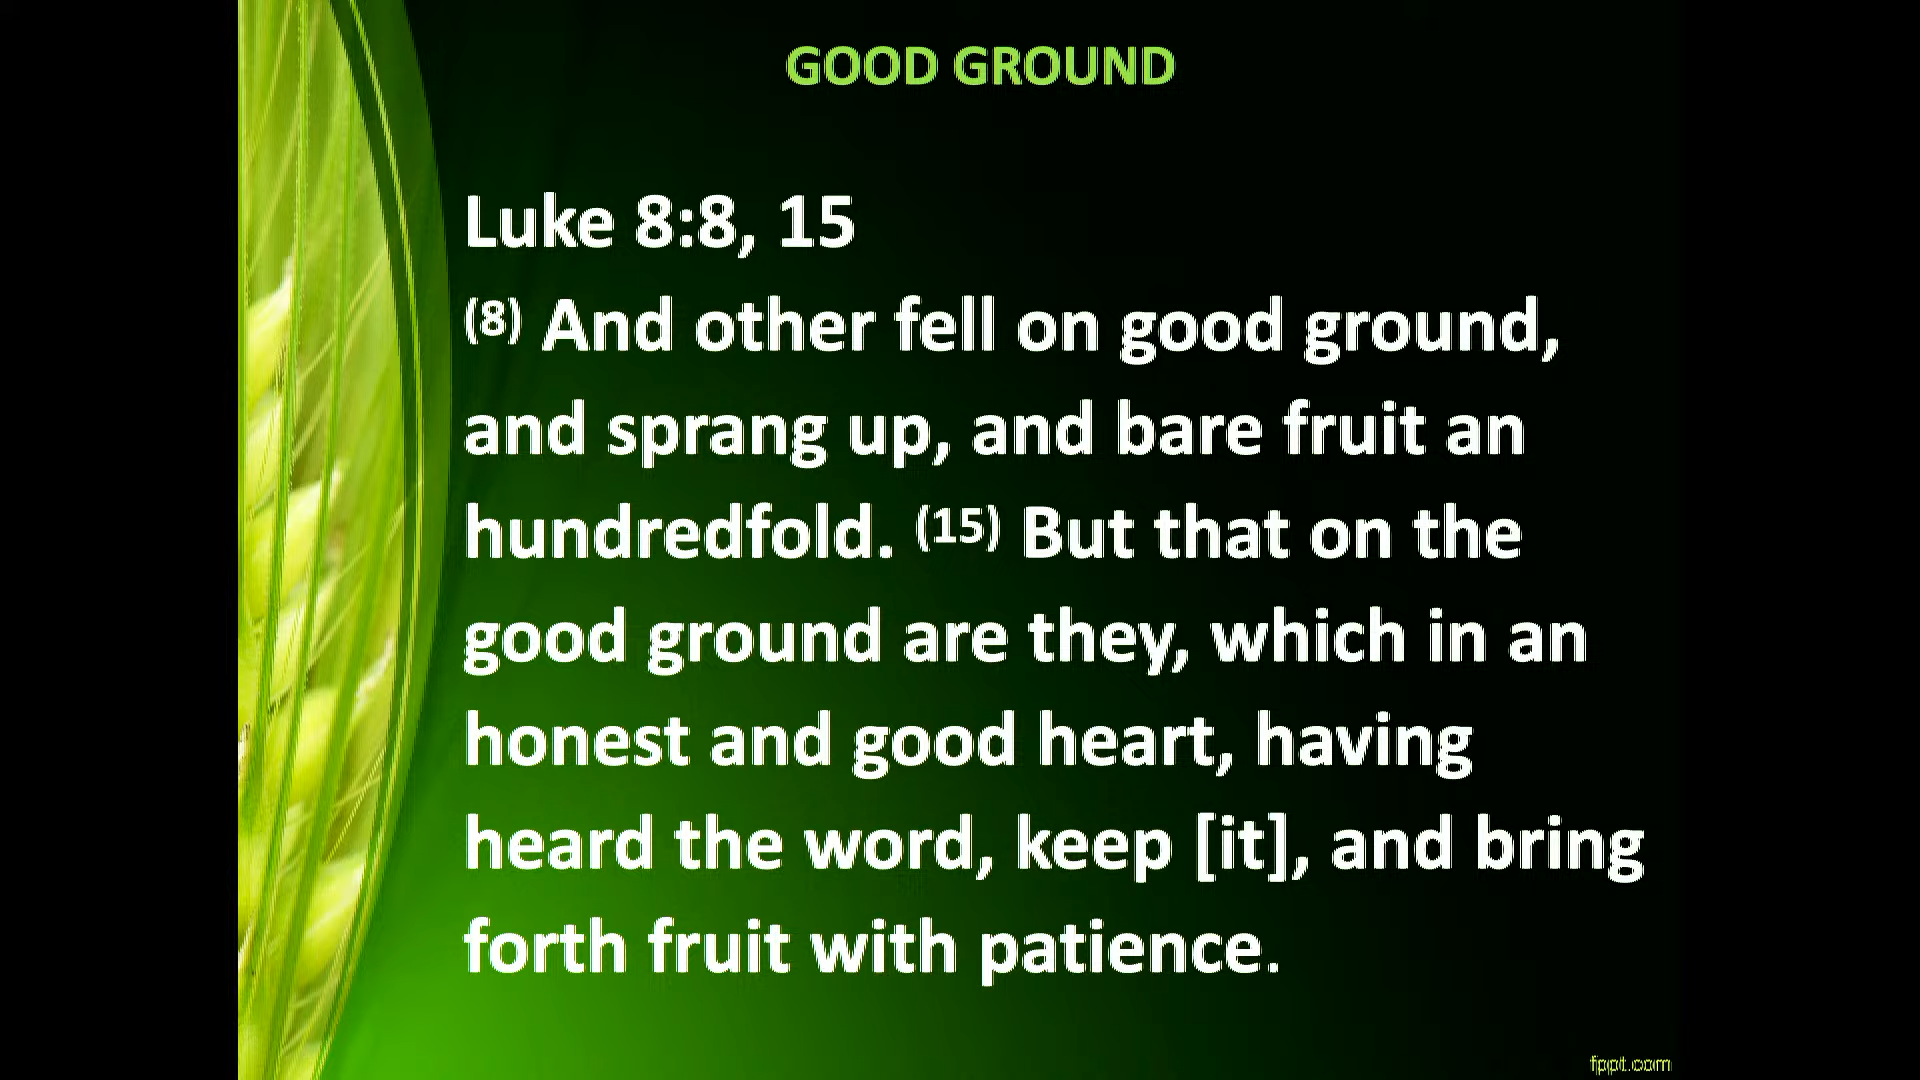 GOOD GROUND
Luke 8:8, 15
(8) And other fell on good ground,
and sprang up, and bare fruit an
hundredfold. (15) But that on the
good ground are they, which in an
honest and good heart, having
heard the word, keep [it], and bring
forth fruit with patience.
fppt.com